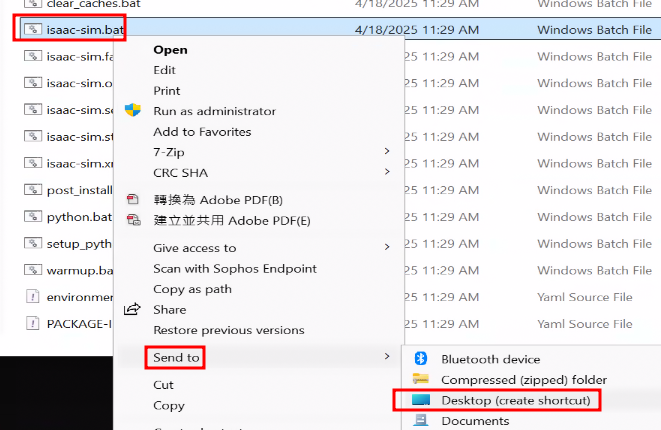 clear_caches.bat 4/18/2025 11:29 AM Windows Batch File
isaac-sim.bat 4/18/2025 11:29 AM Windows Batch File
isaac-sim.fa 25 11:29 AM Windows Batch File
isaac-sim.o 25 11:29 AM Windows Batch File
isaac-sim.se 25 11:29 AM Windows Batch File
isaac-sim.st 25 11:29 AM Windows Batch File
isaac-sim.xr 25 11:29 AM Windows Batch File
post_install 25 11:29 AM Windows Batch File
python.bat 25 11:29 AM Windows Batch File
setup_pyth 25 11:29 AM Windows Batch File
warmup.ba 25 11:29 AM Windows Batch File
environmen 25 11:29 AM Yaml Source File
PACKAGE-I 25 11:29 AM Yaml Source File
Open
Edit
Print
Run as administrator
Add to Favorites
7-Zip
CRC SHA
轉換為 Adobe PDF(B)
建立並共用 Adobe PDF(E)
Give access to
Scan with Sophos Endpoint
Copy as path
Share
Restore previous versions
Send to
Cut
Copy
Bluetooth device
Compressed (zipped) folder
Desktop (create shortcut)
Documents